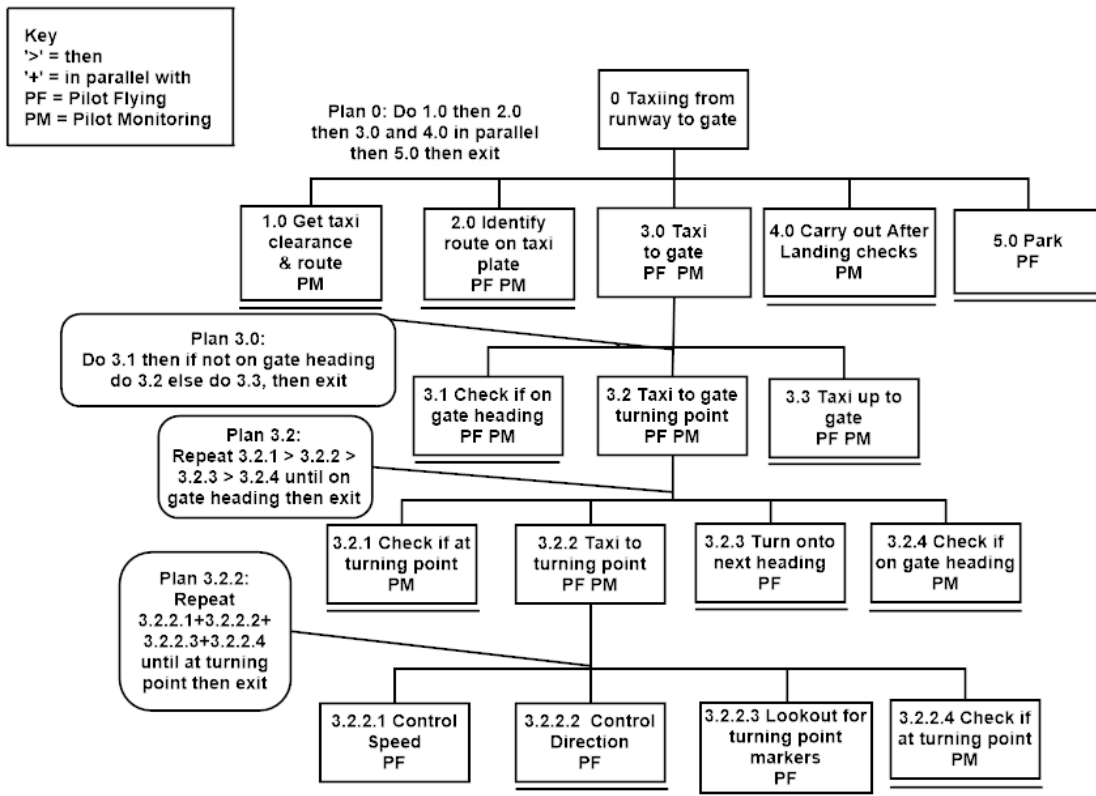 Key
'>' = then
'+' = in parallel with
PF = Pilot Flying
PM = Pilot Monitoring
0 Taxiing from
runway to gate
Plan 0: Do 1.0 then 2.0
then 3.0 and 4.0 in parallel
then 5.0 then exit
1.0 Get taxi
clearance
& route
PM
2.0 Identify
route on taxi
plate
PF PM
3.0 Taxi
to gate
PF PM
4.0 Carry out After
Landing checks
PM
5.0 Park
PF
Plan 3.0:
Do 3.1 then if not on gate heading
do 3.2 else do 3.3, then exit
3.1 Check if on
gate heading
PF PM
3.2 Taxi to gate
turning point
PF PM
3.3 Taxi up to
gate
PF PM
Plan 3.2:
Repeat 3.2.1 > 3.2.2 >
3.2.3 > 3.2.4 until on
gate heading then exit
3.2.1 Check if at
turning point
PM
3.2.2 Taxi to
turning point
PF PM
3.2.3 Turn onto
next heading
PF
3.2.4 Check if
on gate heading
PM
Plan 3.2.2:
Repeat
3.2.2.1+3.2.2.2+
3.2.2.3+3.2.2.4
until at turning
point then exit
3.2.2.1 Control
Speed
PF
3.2.2.2 Control
Direction
PF
3.2.2.3 Lookout for
turning point
markers
PF
3.2.2.4 Check if
at turning point
PM